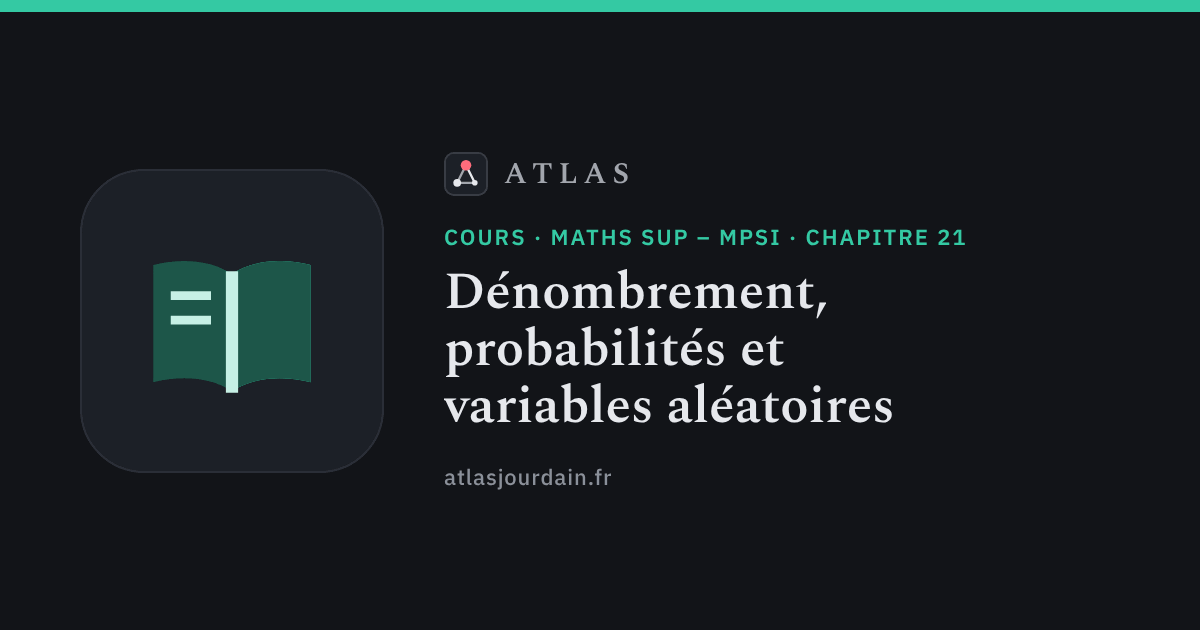 ATLAS
COURS · MATHS SUP – MPSI · CHAPITRE 21
Dénombrement,
probabilités et
variables aléatoires
atlasjourdain.fr